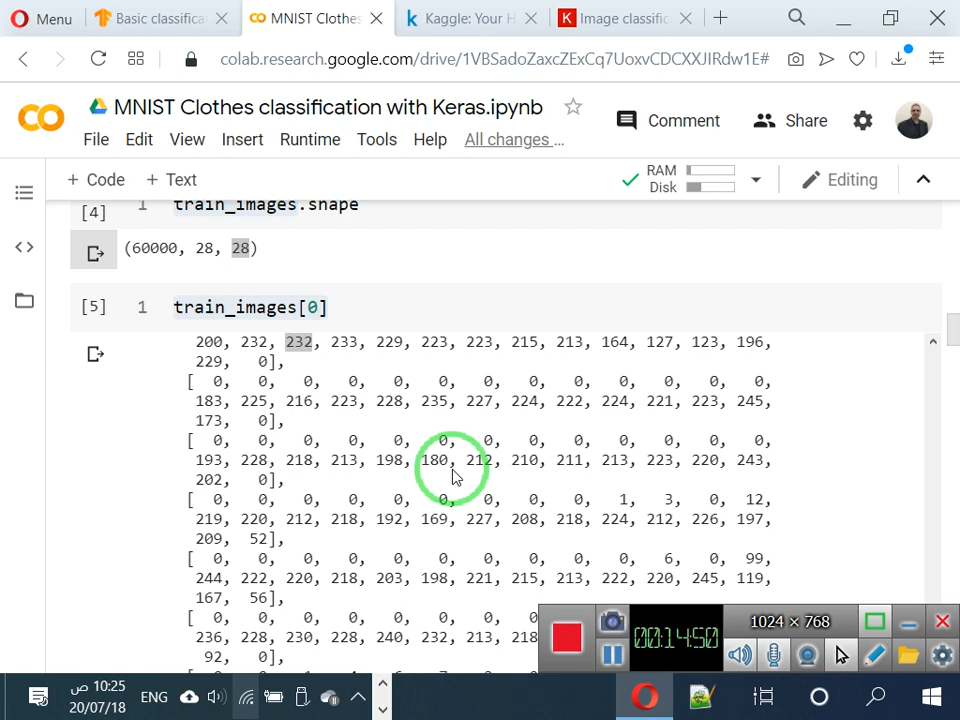 Menu
Basic classifica
MNIST Clothes
Kaggle: Your H
Image classific
colab.research.google.com/drive/1VBSadoZaxcZExCq7UoxvCDCXXJIRdw1E#
MNIST Clothes classification with Keras.ipynb
Comment
Share
File Edit View Insert Runtime Tools Help All changes ...
+ Code + Text
RAM
Disk
Editing
[4] 1 train_images.shape
(60000, 28, 28)
[5] 1 train_images[0]
200, 232, 232, 233, 229, 223, 223, 215, 213, 164, 127, 123, 196,
229, 0],
[ 0, 0, 0, 0, 0, 0, 0, 0, 0, 0, 0, 0, 0,
183, 225, 216, 223, 228, 235, 227, 224, 222, 224, 221, 223, 245,
173, 0],
[ 0, 0, 0, 0, 0, 0, 0, 0, 0, 0, 0, 0, 0,
193, 228, 218, 213, 198, 180, 212, 210, 211, 213, 223, 220, 243,
202, 0],
[ 0, 0, 0, 0, 0, 0, 0, 0, 0, 1, 3, 0, 12,
219, 220, 212, 218, 192, 169, 227, 208, 218, 224, 212, 226, 197,
209, 52],
[ 0, 0, 0, 0, 0, 0, 0, 0, 0, 0, 6, 0, 99,
244, 222, 220, 218, 203, 198, 221, 215, 213, 222, 220, 245, 119,
167, 56],
[ 0, 0, 0, 0, 0, 0, 0, 0,
236, 228, 230, 228, 240, 232, 213, 218
92, 0],
00:14:50
1024 × 768
10:25 ص
20/07/18
ENG